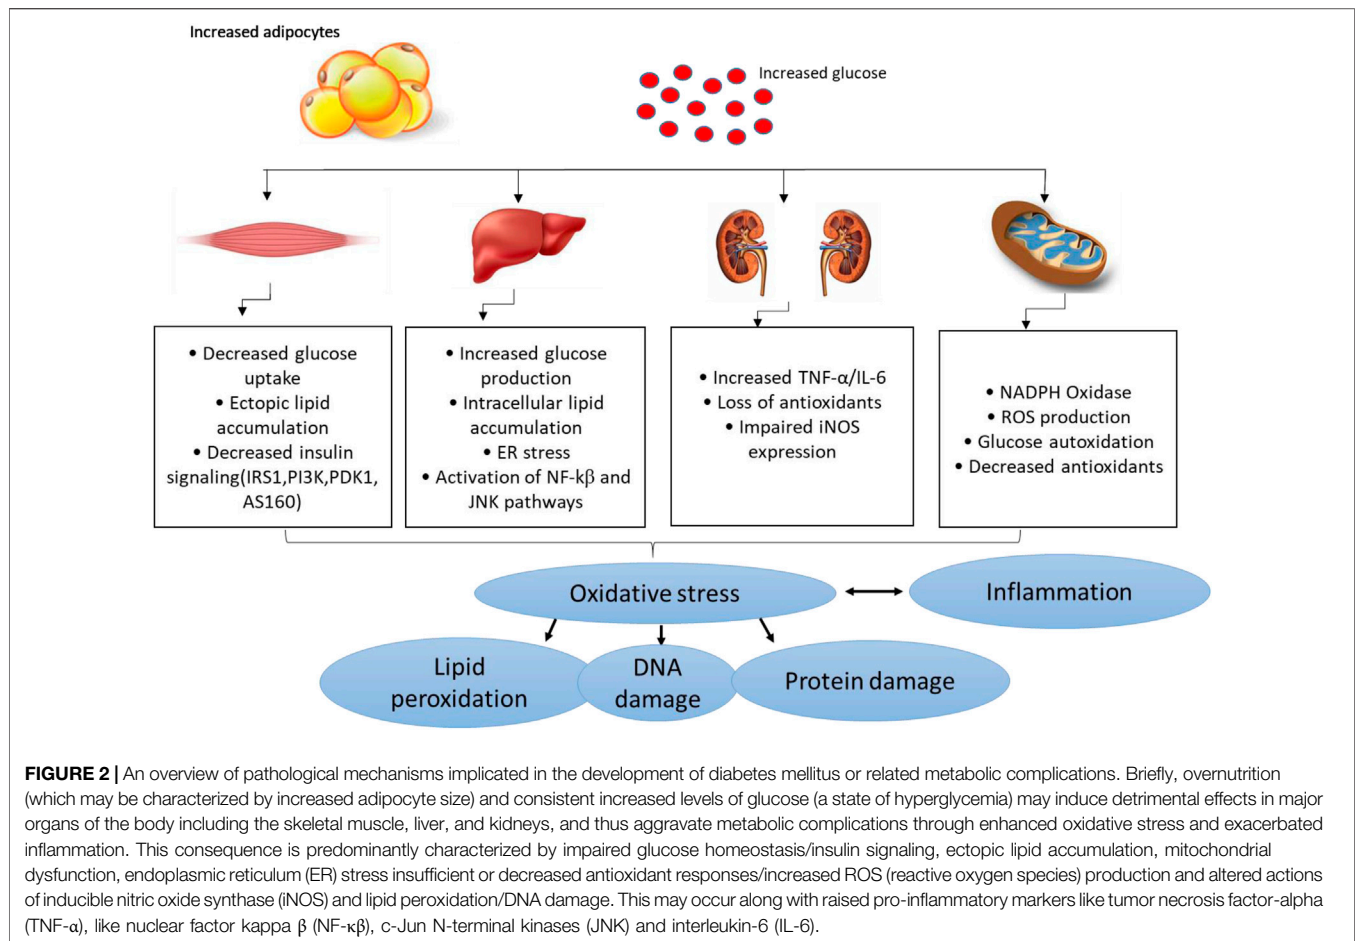 Increased adipocytes
Increased glucose
• Decreased glucose
uptake
• Ectopic lipid
accumulation
• Decreased insulin
signaling(IRS1,PI3K,PDK1,
AS160)
• Increased glucose
production
• Intracellular lipid
accumulation
• ER stress
• Activation of NF-kβ and
JNK pathways
• Increased TNF-α/IL-6
• Loss of antioxidants
• Impaired iNOS
expression
• NADPH Oxidase
• ROS production
• Glucose autoxidation
• Decreased antioxidants
Oxidative stress
Inflammation
Lipid
peroxidation
DNA
damage
Protein damage
FIGURE 2 | An overview of pathological mechanisms implicated in the development of diabetes mellitus or related metabolic complications. Briefly, overnutrition
(which may be characterized by increased adipocyte size) and consistent increased levels of glucose (a state of hyperglycemia) may induce detrimental effects in major
organs of the body including the skeletal muscle, liver, and kidneys, and thus aggravate metabolic complications through enhanced oxidative stress and exacerbated
inflammation. This consequence is predominantly characterized by impaired glucose homeostasis/insulin signaling, ectopic lipid accumulation, mitochondrial
dysfunction, endoplasmic reticulum (ER) stress insufficient or decreased antioxidant responses/increased ROS (reactive oxygen species) production and altered actions
of inducible nitric oxide synthase (iNOS) and lipid peroxidation/DNA damage. This may occur along with raised pro-inflammatory markers like tumor necrosis factor-alpha
(TNF-α), like nuclear factor kappa β (NF-κβ), c-Jun N-terminal kinases (JNK) and interleukin-6 (IL-6).